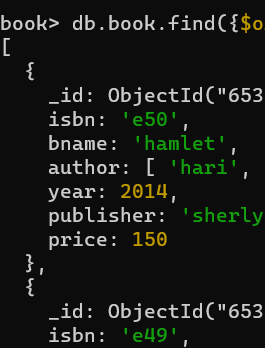 book> db.book.find({$o
[
  {
    _id: ObjectId("653
    isbn: 'e50',
    bname: 'hamlet',
    author: [ 'hari',
    year: 2014,
    publisher: 'sherly
    price: 150
  },
  {
    _id: ObjectId("653
    isbn: 'e49',